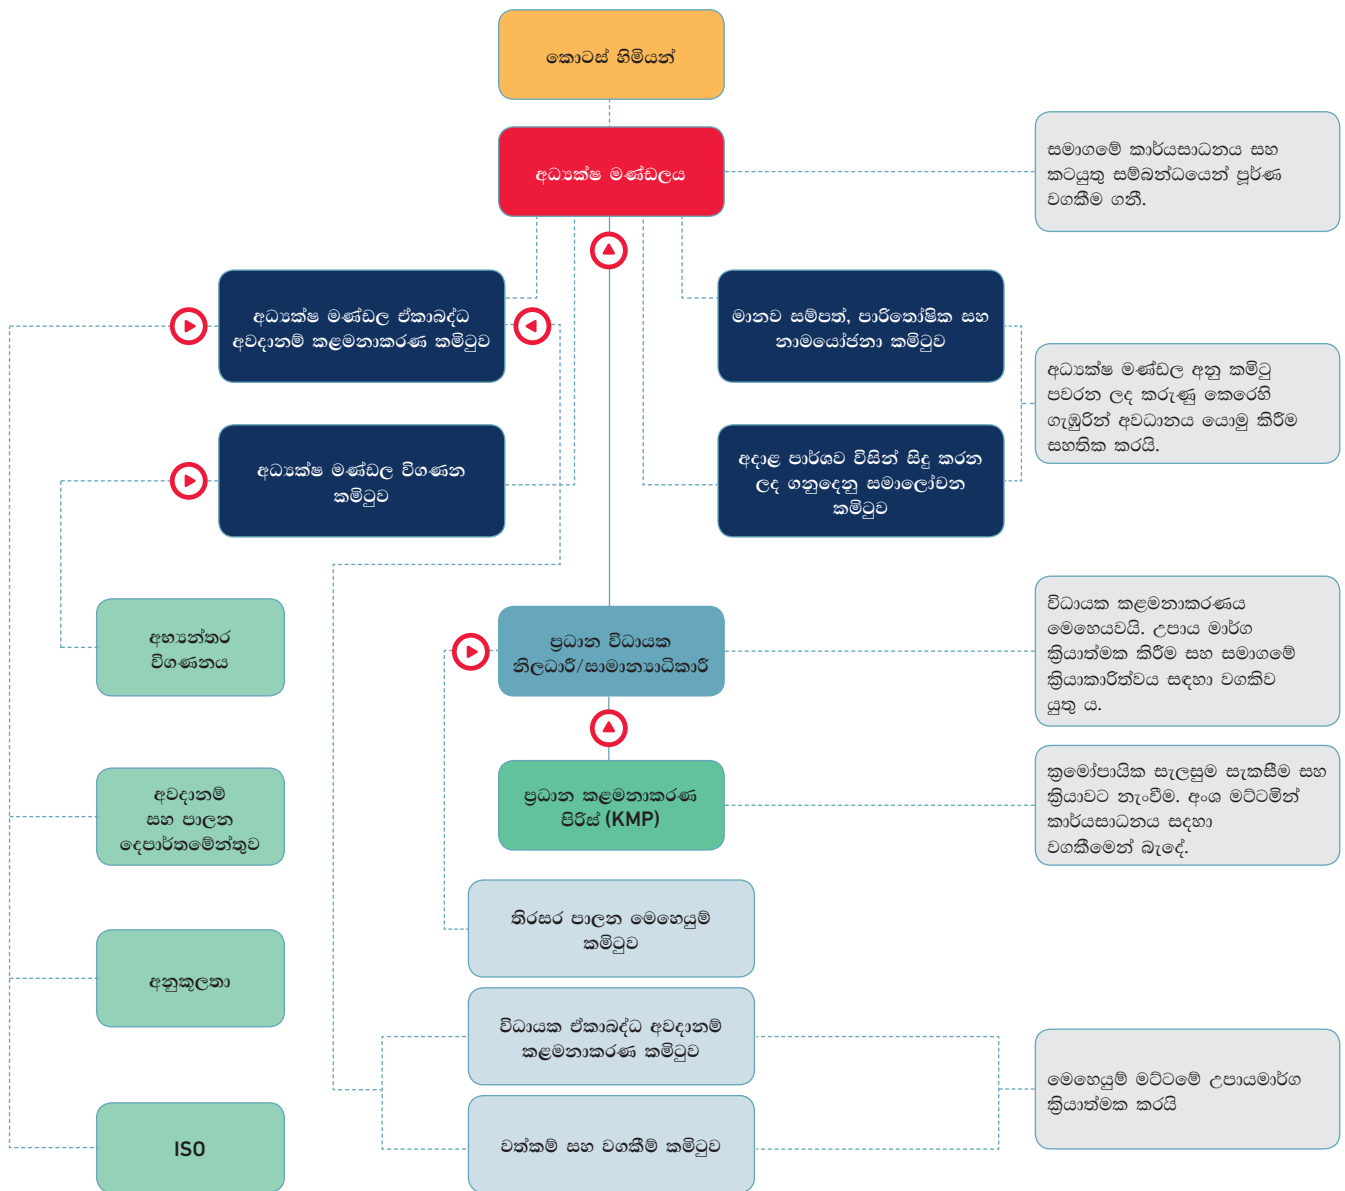 කොටස් හිමියන්
අධ්‍යක්ෂ මණ්ඩලය
සමාගමේ කාර්යසාධනය සහ
කටයුතු සම්බන්ධයෙන් පූර්ණ
වගකීම ගනී.
අධ්‍යක්ෂ මණ්ඩල ඒකාබද්ධ
අවදානම් කළමනාකරණ කමිටුව
මානව සම්පත්, පාරිතෝෂික සහ
නාමයෝජනා කමිටුව
අධ්‍යක්ෂ මණ්ඩල අනු කමිටු
පවරන ලද කරුණු කෙරෙහි
ගැඹුරින් අවධානය යොමු කිරීම
සහතික කරයි.
අධ්‍යක්ෂ මණ්ඩල විගණන
කමිටුව
අදාළ පාර්ශව විසින් සිදු කරන
ලද ගනුදෙනු සමාලෝචන
කමිටුව
අභ්‍යන්තර
විගණනය
ප්‍රධාන විධායක
නිලධාරී/සාමාන්‍යාධිකාරී
විධායක කළමනාකරණය
මෙහෙයවයි. උපාය මාර්ග
ක්‍රියාත්මක කිරීම සහ සමාගමේ
ක්‍රියාකාරිත්වය සඳහා වගකිව
යුතු ය.
අවදානම්
සහ පාලන
දෙපාර්තමේන්තුව
ප්‍රධාන කළමනාකරණ
පිරිස් (KMP)
ක්‍රමෝපායික සැලසුම සැකසීම සහ
ක්‍රියාවට නැංවීම. අංශ මට්ටමින්
කාර්යසාධනය සදහා
වගකීමෙන් බැඳේ.
තිරසර පාලන මෙහෙයුම්
කමිටුව
අනුකූලතා
විධායක ඒකාබද්ධ අවදානම්
කළමනාකරණ කමිටුව
මෙහෙයුම් මට්ටමේ උපායමාර්ග
ක්‍රියාත්මක කරයි
වත්කම් සහ වගකීම් කමිටුව
ISO